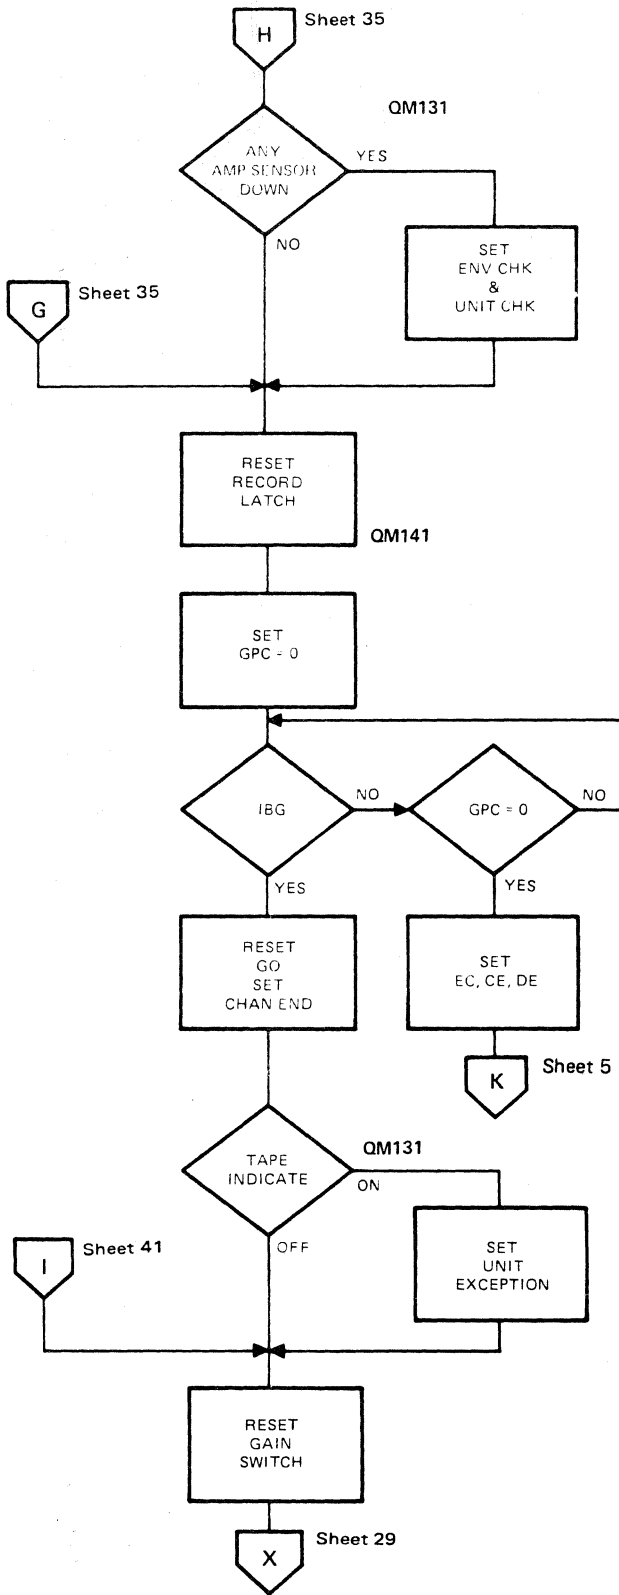 H
Sheet 35
QM131
ANY
AMP SENSOR
DOWN
YES
NO
SET
ENV CHK
&
UNIT CHK
G
Sheet 35
RESET
RECORD
LATCH
QM141
SET
GPC = 0
IBG
NO
YES
GPC = 0
NO
YES
RESET
GO
SET
CHAN END
SET
EC, CE, DE
K
Sheet 5
TAPE
INDICATE
QM131
ON
OFF
SET
UNIT
EXCEPTION
I
Sheet 41
RESET
GAIN
SWITCH
X
Sheet 29